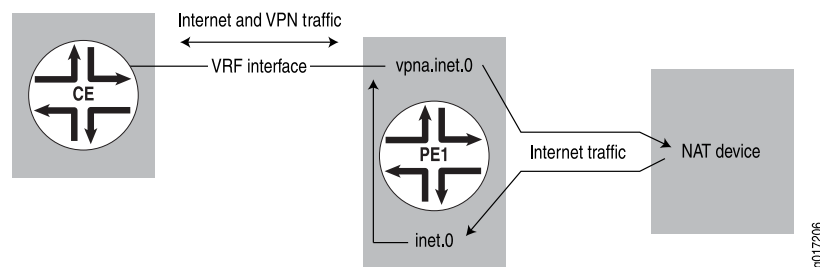 Internet and VPN traffic
VRF interface
vpna.inet.0
CE
PE1
Internet traffic
NAT device
inet.0
g017206